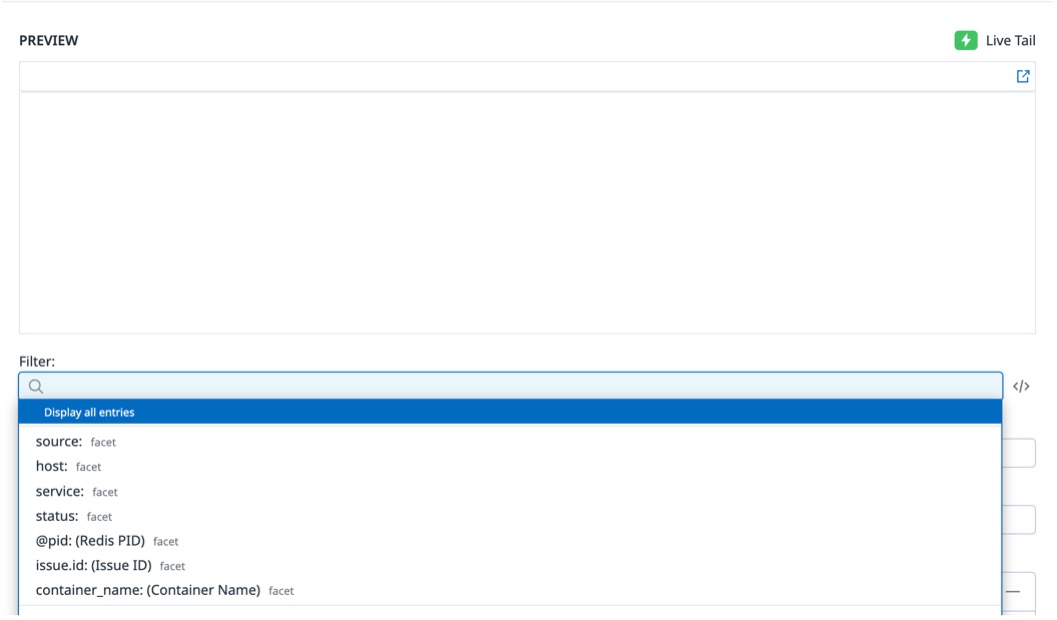 PREVIEW
Live Tail
Filter:
</>
Display all entries
source: facet
host: facet
service: facet
status: facet
@pid: (Redis PID) facet
issue.id: (Issue ID) facet
container_name: (Container Name) facet